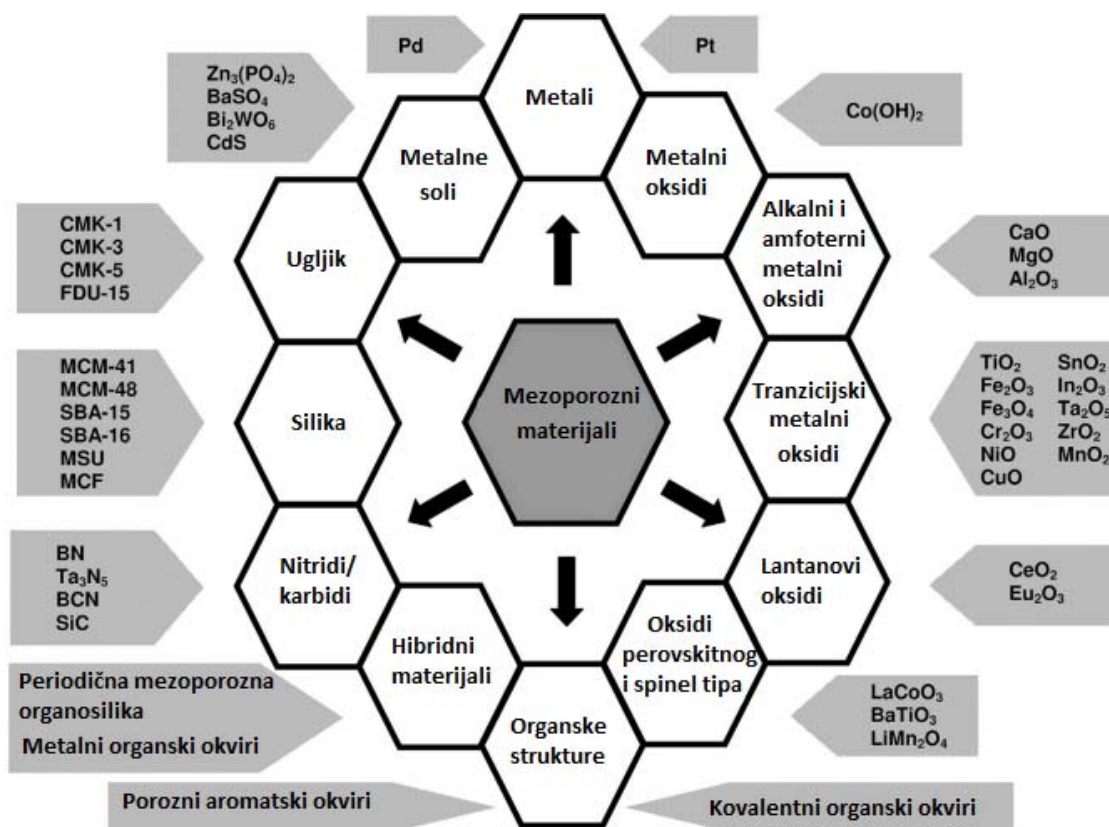 Pd
Pt
Zn₃(PO₄)₂
BaSO₄
Bi₂WO₆
CdS
Metali
Co(OH)₂
Metalne
soli
Metalni
oksidi
CMK-1
CMK-3
CMK-5
FDU-15
Ugljik
Alkalni i
amfoterni
metalni
oksidi
CaO
MgO
Al₂O₃
MCM-41
MCM-48
SBA-15
SBA-16
MSU
MCF
Silika
Mezoporozni
materijali
Tranzicijski
metalni
oksidi
TiO₂ SnO₂
Fe₂O₃ In₂O₃
Fe₃O₄ Ta₂O₅
Cr₂O₃ ZrO₂
NiO MnO₂
CuO
BN
Ta₃N₅
BCN
SiC
Nitridi/
karbidi
Lantanovi
oksidi
CeO₂
Eu₂O₃
Hibridni
materijali
Oksidi
perovskitnog
i spinel tipa
Periodična mezoporozna
organosilika
Metalni organski okviri
Organske
strukture
LaCoO₃
BaTiO₃
LiMn₂O₄
Porozni aromatski okviri
Kovalentni organski okviri